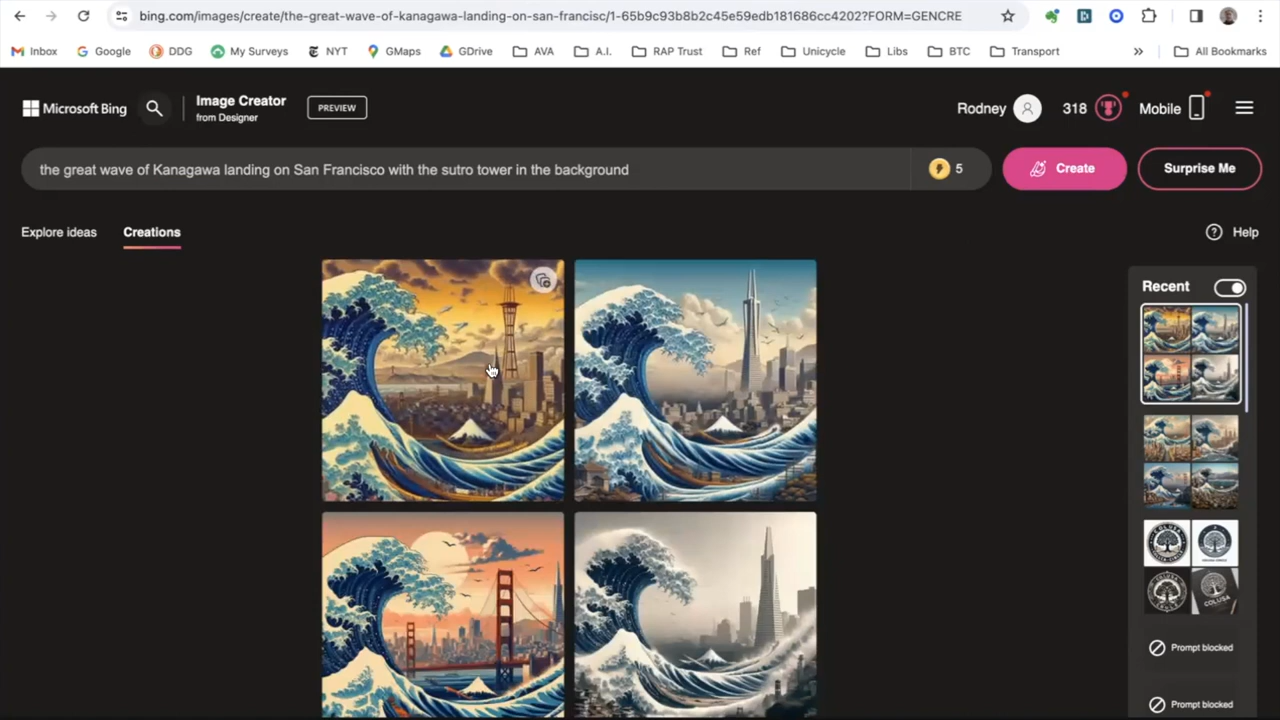 bing.com/images/create/the-great-wave-of-kanagawa-landing-on-san-francisc/1-65b9c93b8b2c45e59edb181686cc4202?FORM=GENCRE
Inbox Google DDG My Surveys NYT GMaps GDrive AVA A.I. RAP Trust Ref Unicycle Libs BTC Transport » All Bookmarks
Microsoft Bing Image Creator from Designer PREVIEW Rodney 318 Mobile
the great wave of Kanagawa landing on San Francisco with the sutro tower in the background 5 Create Surprise Me
Explore ideas Creations Help
Recent
COLUSA
Prompt blocked
Prompt blocked